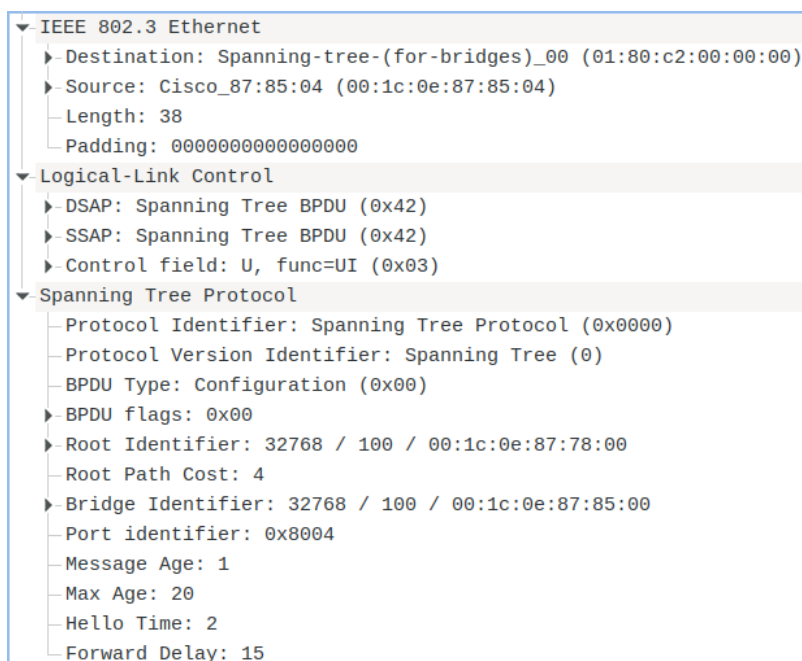 IEEE 802.3 Ethernet
Destination: Spanning-tree-(for-bridges)_00 (01:80:c2:00:00:00)
Source: Cisco_87:85:04 (00:1c:0e:87:85:04)
Length: 38
Padding: 0000000000000000
Logical-Link Control
DSAP: Spanning Tree BPDU (0x42)
SSAP: Spanning Tree BPDU (0x42)
Control field: U, func=UI (0x03)
Spanning Tree Protocol
Protocol Identifier: Spanning Tree Protocol (0x0000)
Protocol Version Identifier: Spanning Tree (0)
BPDU Type: Configuration (0x00)
BPDU flags: 0x00
Root Identifier: 32768 / 100 / 00:1c:0e:87:78:00
Root Path Cost: 4
Bridge Identifier: 32768 / 100 / 00:1c:0e:87:85:00
Port identifier: 0x8004
Message Age: 1
Max Age: 20
Hello Time: 2
Forward Delay: 15